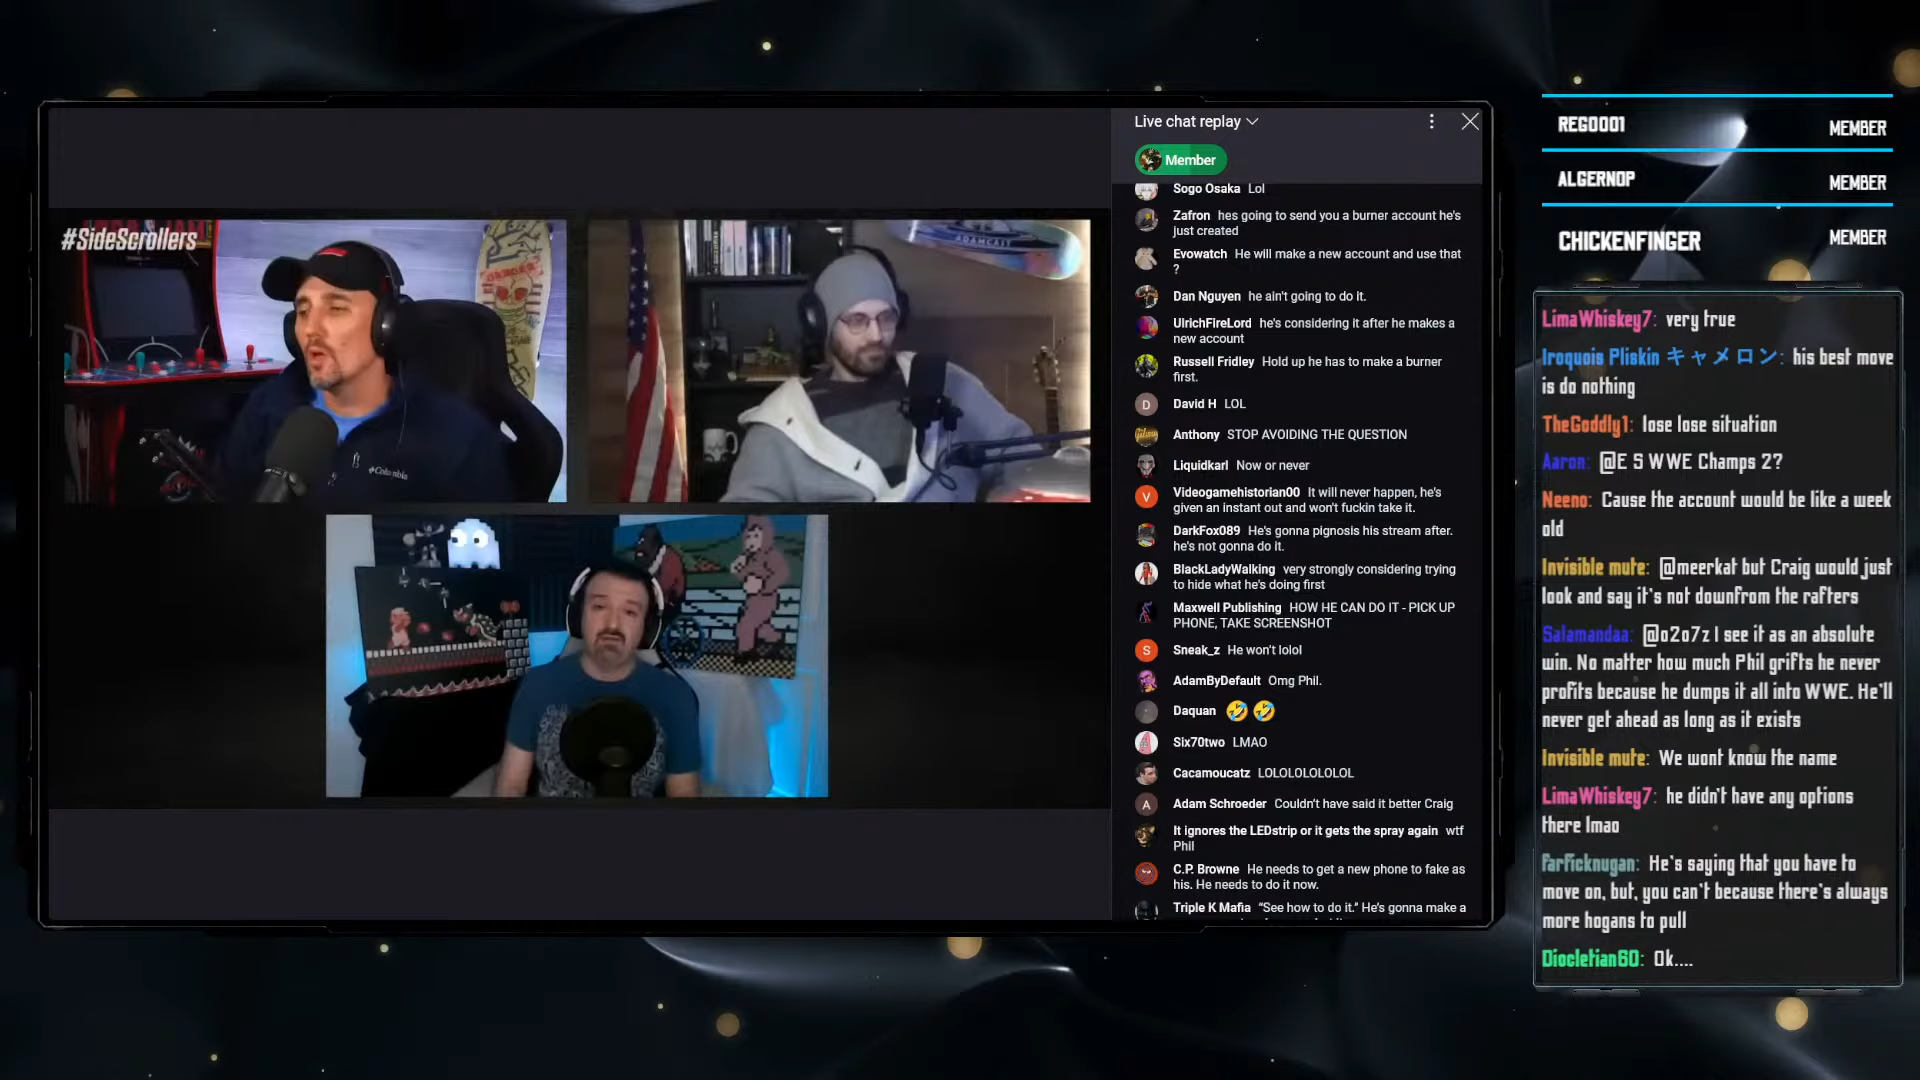 #SideScrollers
ADAMCAST
Columbia
Live chat replay
Member
Sogo Osaka Lol
Zafron hes going to send you a burner account he's
just created
Evowatch He will make a new account and use that
?
Dan Nguyen he ain't going to do it.
UlrichFireLord he's considering it after he makes a
new account
Russell Fridley Hold up he has to make a burner
first.
D
David H LOL
Anthony STOP AVOIDING THE QUESTION
Liquidkarl Now or never
V
Videogamehistorian00 It will never happen, he's
given an instant out and won't fuckin take it.
DarkFox089 He's gonna pignosis his stream after.
he's not gonna do it.
BlackLadyWalking very strongly considering trying
to hide what he's doing first
Maxwell Publishing HOW HE CAN DO IT - PICK UP
PHONE, TAKE SCREENSHOT
S
Sneak_z He won't lolol
AdamByDefault Omg Phil.
Daquan 🤣🤣
Six70two LMAO
Cacamoucatz LOLOLOLOLOLOL
A
Adam Schroeder Couldn't have said it better Craig
It ignores the LEDstrip or it gets the spray again wtf
Phil
C.P. Browne He needs to get a new phone to fake as
his. He needs to do it now.
Triple K Mafia “See how to do it.” He's gonna make a
REGOOO1 MEMBER
ALGERNOP MEMBER
CHICKENFINGER MEMBER
LimaWhiskey7: very true
Iroquois Pliskin キャメロン: his best move
is do nothing
TheGoddly1: lose lose situation
Aaron: @E S WWE Champs 2?
Neeno: Cause the account would be like a week
old
Invisible mute: @meerkat but Craig would just
look and say it's not downfrom the rafters
Salamandaa: @o2o7z I see it as an absolute
win. No matter how much Phil grifts he never
profits because he dumps it all into WWE. He'll
never get ahead as long as it exists
Invisible mute: We wont know the name
LimaWhiskey7: he didn't have any options
there lmao
farficknugan: He's saying that you have to
move on, but, you can't because there's always
more hogans to pull
Diocletian60: Ok....